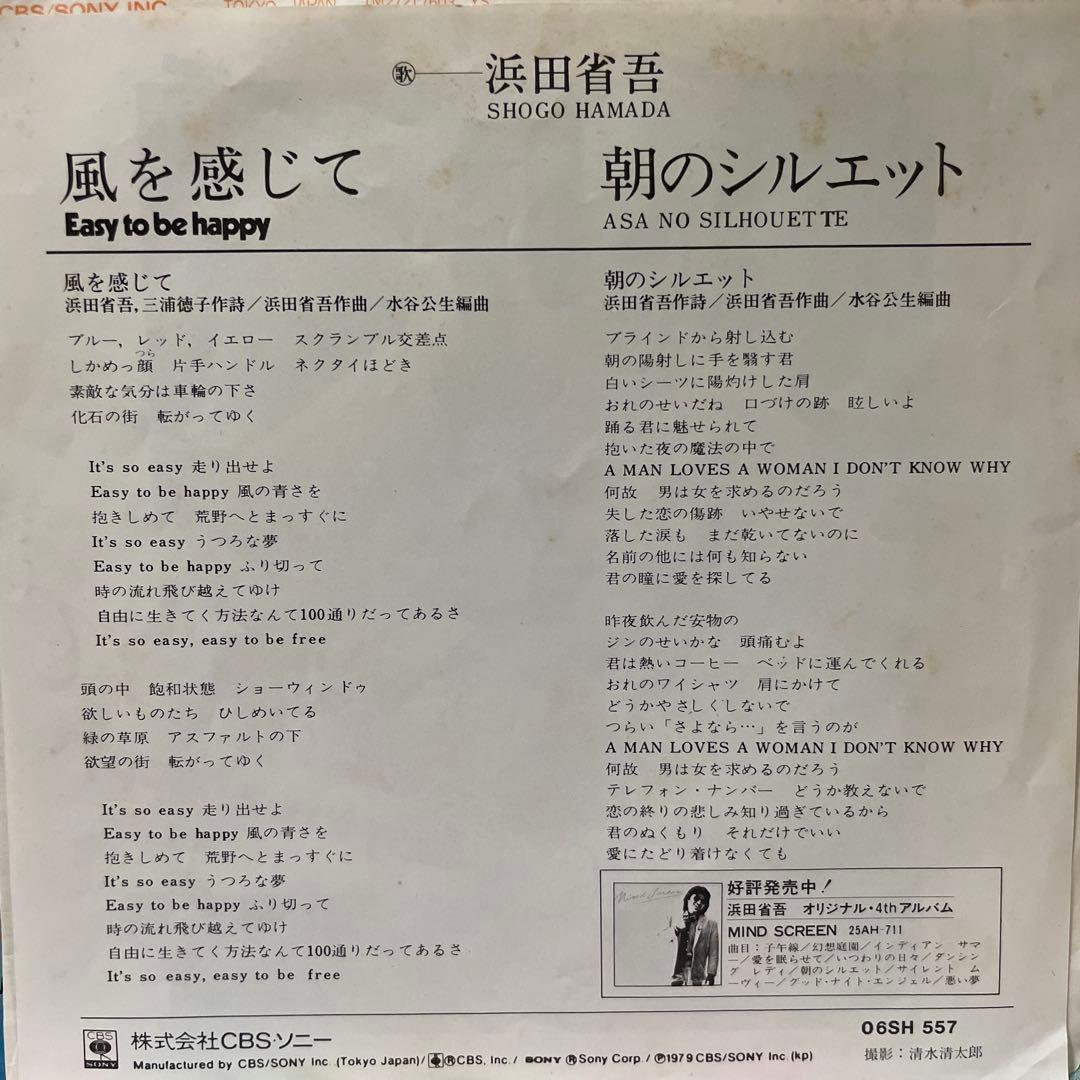 CBS/SONY INC.
TOKYO, JAPAN
歌 浜田省吾
SHOGO HAMADA
風を感じて
Easy to be happy
朝のシルエット
ASA NO SILHOUETTE
風を感じて
浜田省吾,三浦徳子作詩/浜田省吾作曲/水谷公生編曲
ブルー, レッド, イエロー スクランブル交差点
つら
しかめっ顔 片手ハンドル ネクタイほどき
素敵な気分は車輪の下さ
化石の街 転がってゆく
It's so easy 走り出せよ
Easy to be happy 風の青さを
抱きしめて 荒野へとまっすぐに
It's so easy うつろな夢
Easy to be happy ふり切って
時の流れ飛び越えてゆけ
自由に生きてく方法なんて100通りだってあるさ
It's so easy, easy to be free
頭の中 飽和状態 ショーウィンドゥ
欲しいものたち ひしめいてる
緑の草原 アスファルトの下
欲望の街 転がってゆく
It's so easy 走り出せよ
Easy to be happy 風の青さを
抱きしめて 荒野へとまっすぐに
It's so easy うつろな夢
Easy to be happy ふり切って
時の流れ飛び越えてゆけ
自由に生きてく方法なんて100通りだってあるさ
It's so easy, easy to be free
朝のシルエット
浜田省吾作詩/浜田省吾作曲/水谷公生編曲
ブラインドから射し込む
朝の陽射しに手を翳す君
白いシーツに陽灼けした肩
おれのせいだね 口づけの跡 眩しいよ
踊る君に魅せられて
抱いた夜の魔法の中で
A MAN LOVES A WOMAN I DON'T KNOW WHY
何故 男は女を求めるのだろう
失した恋の傷跡 いやせないで
落した涙も まだ乾いてないのに
名前の他には何も知らない
君の瞳に愛を探してる
昨夜飲んだ安物の
ジンのせいかな 頭痛むよ
君は熱いコーヒー ベッドに運んでくれる
おれのワイシャツ 肩にかけて
どうかやさしくしないで
つらい「さよなら…」を言うのが
A MAN LOVES A WOMAN I DON'T KNOW WHY
何故 男は女を求めるのだろう
テレフォン・ナンバー どうか教えないで
恋の終りの悲しみ知り過ぎているから
君のぬくもり それだけでいい
愛にたどり着けなくても
Mind Screen
好評発売中!
浜田省吾 オリジナル・4thアルバム
MIND SCREEN 25AH-711
曲目:子午線/幻想庭園/インディアン サマ
ー/愛を眠らせて/いつわりの日々/ダンシン
グ レディ/朝のシルエット/サイレント ム
ーヴィー/グッド・ナイト・エンジェル/悪い夢
CBS
SONY
株式会社CBS・ソニー
Manufactured by CBS/SONY Inc. (Tokyo Japan)/ⓇCBS, Inc./ SONY ⓇSony Corp./Ⓟ1979 CBS/SONY Inc.(kp)
06SH 557
撮影:清水清太郎